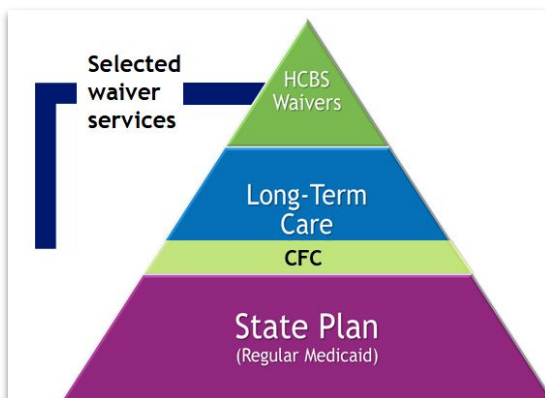 Selected
waiver
services
HCBS
Waivers
Long-Term
Care
CFC
State Plan
(Regular Medicaid)